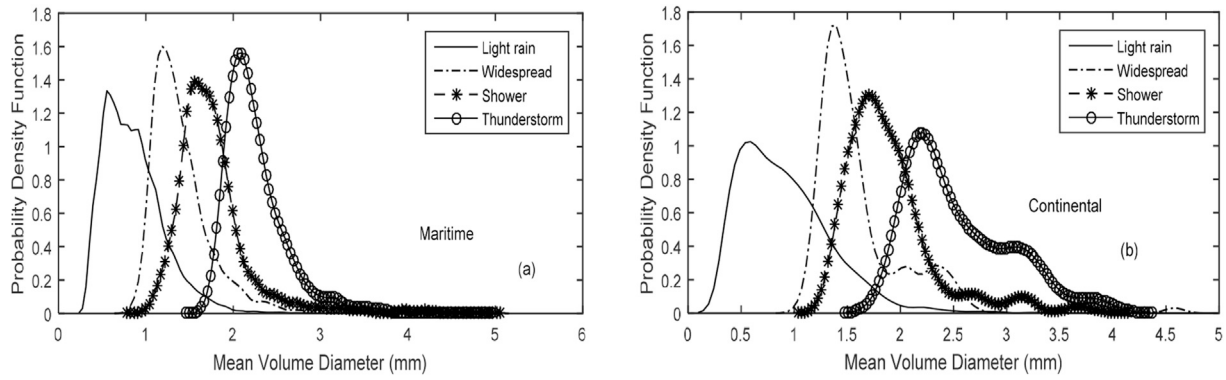 1.8
1.6
1.4
1.2
1
0.8
0.6
0.4
0.2
0
0 1 2 3 4 5 6
Probability Density Function
Mean Volume Diameter (mm)
Light rain
Widespread
Shower
Thunderstorm
Maritime
(a)
1.8
1.6
1.4
1.2
1
0.8
0.6
0.4
0.2
0
0 0.5 1 1.5 2 2.5 3 3.5 4 4.5 5
Probability Density Function
Mean Volume Diameter (mm)
Light rain
Widespread
Shower
Thunderstorm
Continental
(b)